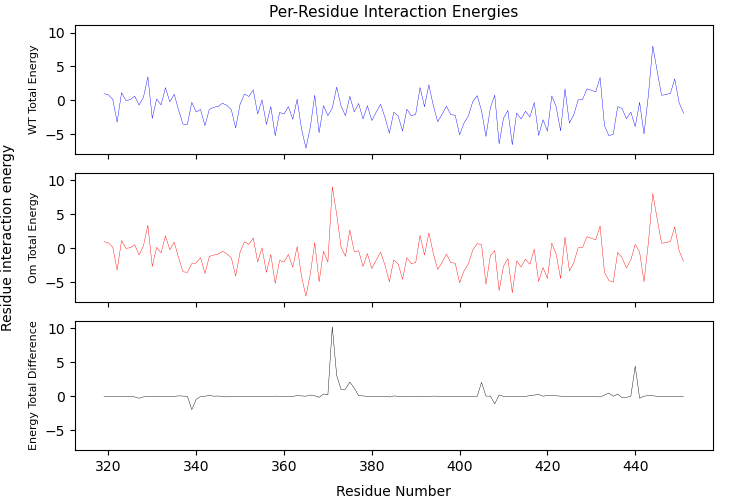 Per-Residue Interaction Energies
10
5
0
−5
WT Total Energy
10
5
0
−5
Om Total Energy
Residue interaction energy
10
5
0
−5
Energy Total Difference
320 340 360 380 400 420 440
Residue Number